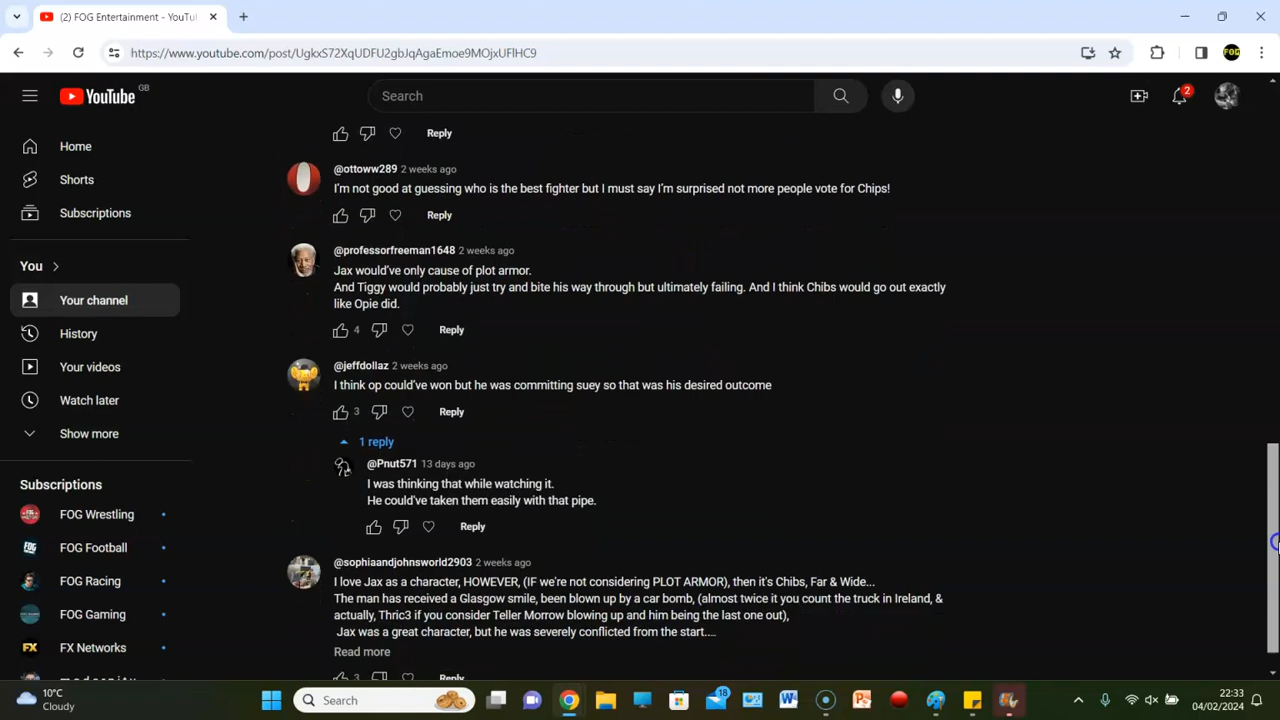 (2) FOG Entertainment - YouTu
https://www.youtube.com/post/UgkxS72XqUDFU2gbJqAgaEmoe9MOjxUFlHC9
FOG
YouTube GB
Search
2
Home
Shorts
Subscriptions
You
Your channel
History
Your videos
Watch later
Show more
Subscriptions
FOG Wrestling
FOG Football
FOG Racing
FOG Gaming
FX Networks
Reply
@ottoww289 2 weeks ago
I'm not good at guessing who is the best fighter but I must say I'm surprised not more people vote for Chips!
Reply
@professorfreeman1648 2 weeks ago
Jax would've only cause of plot armor.
And Tiggy would probably just try and bite his way through but ultimately failing. And I think Chibs would go out exactly
like Opie did.
4 Reply
@jeffdollaz 2 weeks ago
I think op could've won but he was committing suey so that was his desired outcome
3 Reply
1 reply
@Pnut571 13 days ago
I was thinking that while watching it.
He could've taken them easily with that pipe.
Reply
@sophiaandjohnsworld2903 2 weeks ago
I love Jax as a character, HOWEVER, (IF we're not considering PLOT ARMOR), then it's Chibs, Far & Wide...
The man has received a Glasgow smile, been blown up by a car bomb, (almost twice it you count the truck in Ireland, &
actually, Thric3 if you consider Teller Morrow blowing up and him being the last one out),
Jax was a great character, but he was severely conflicted from the start....
Read more
3 Reply
10°C
Cloudy
Search
18
22:33
04/02/2024